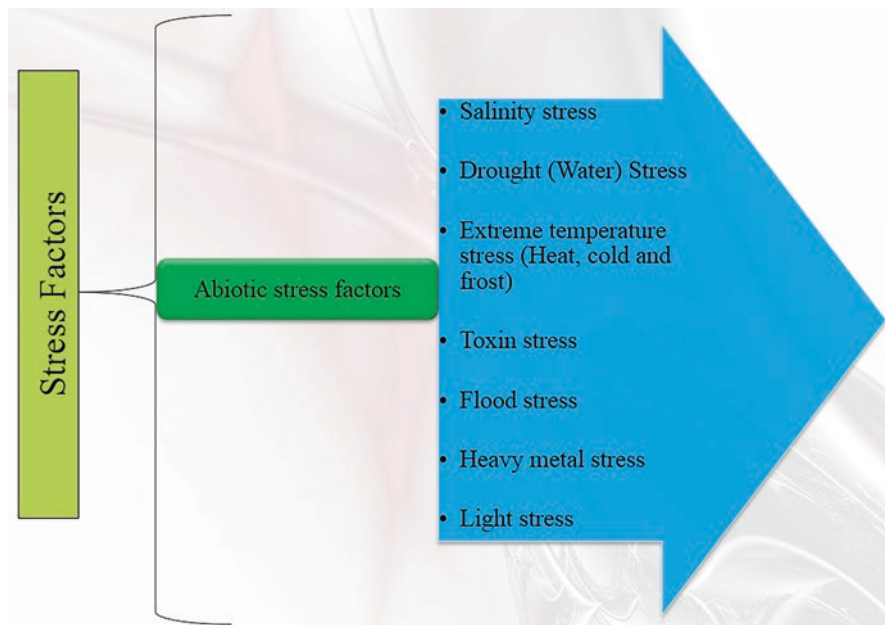 Stress Factors
Abiotic stress factors
• Salinity stress
• Drought (Water) Stress
• Extreme temperature
stress (Heat, cold and
frost)
• Toxin stress
• Flood stress
• Heavy metal stress
• Light stress